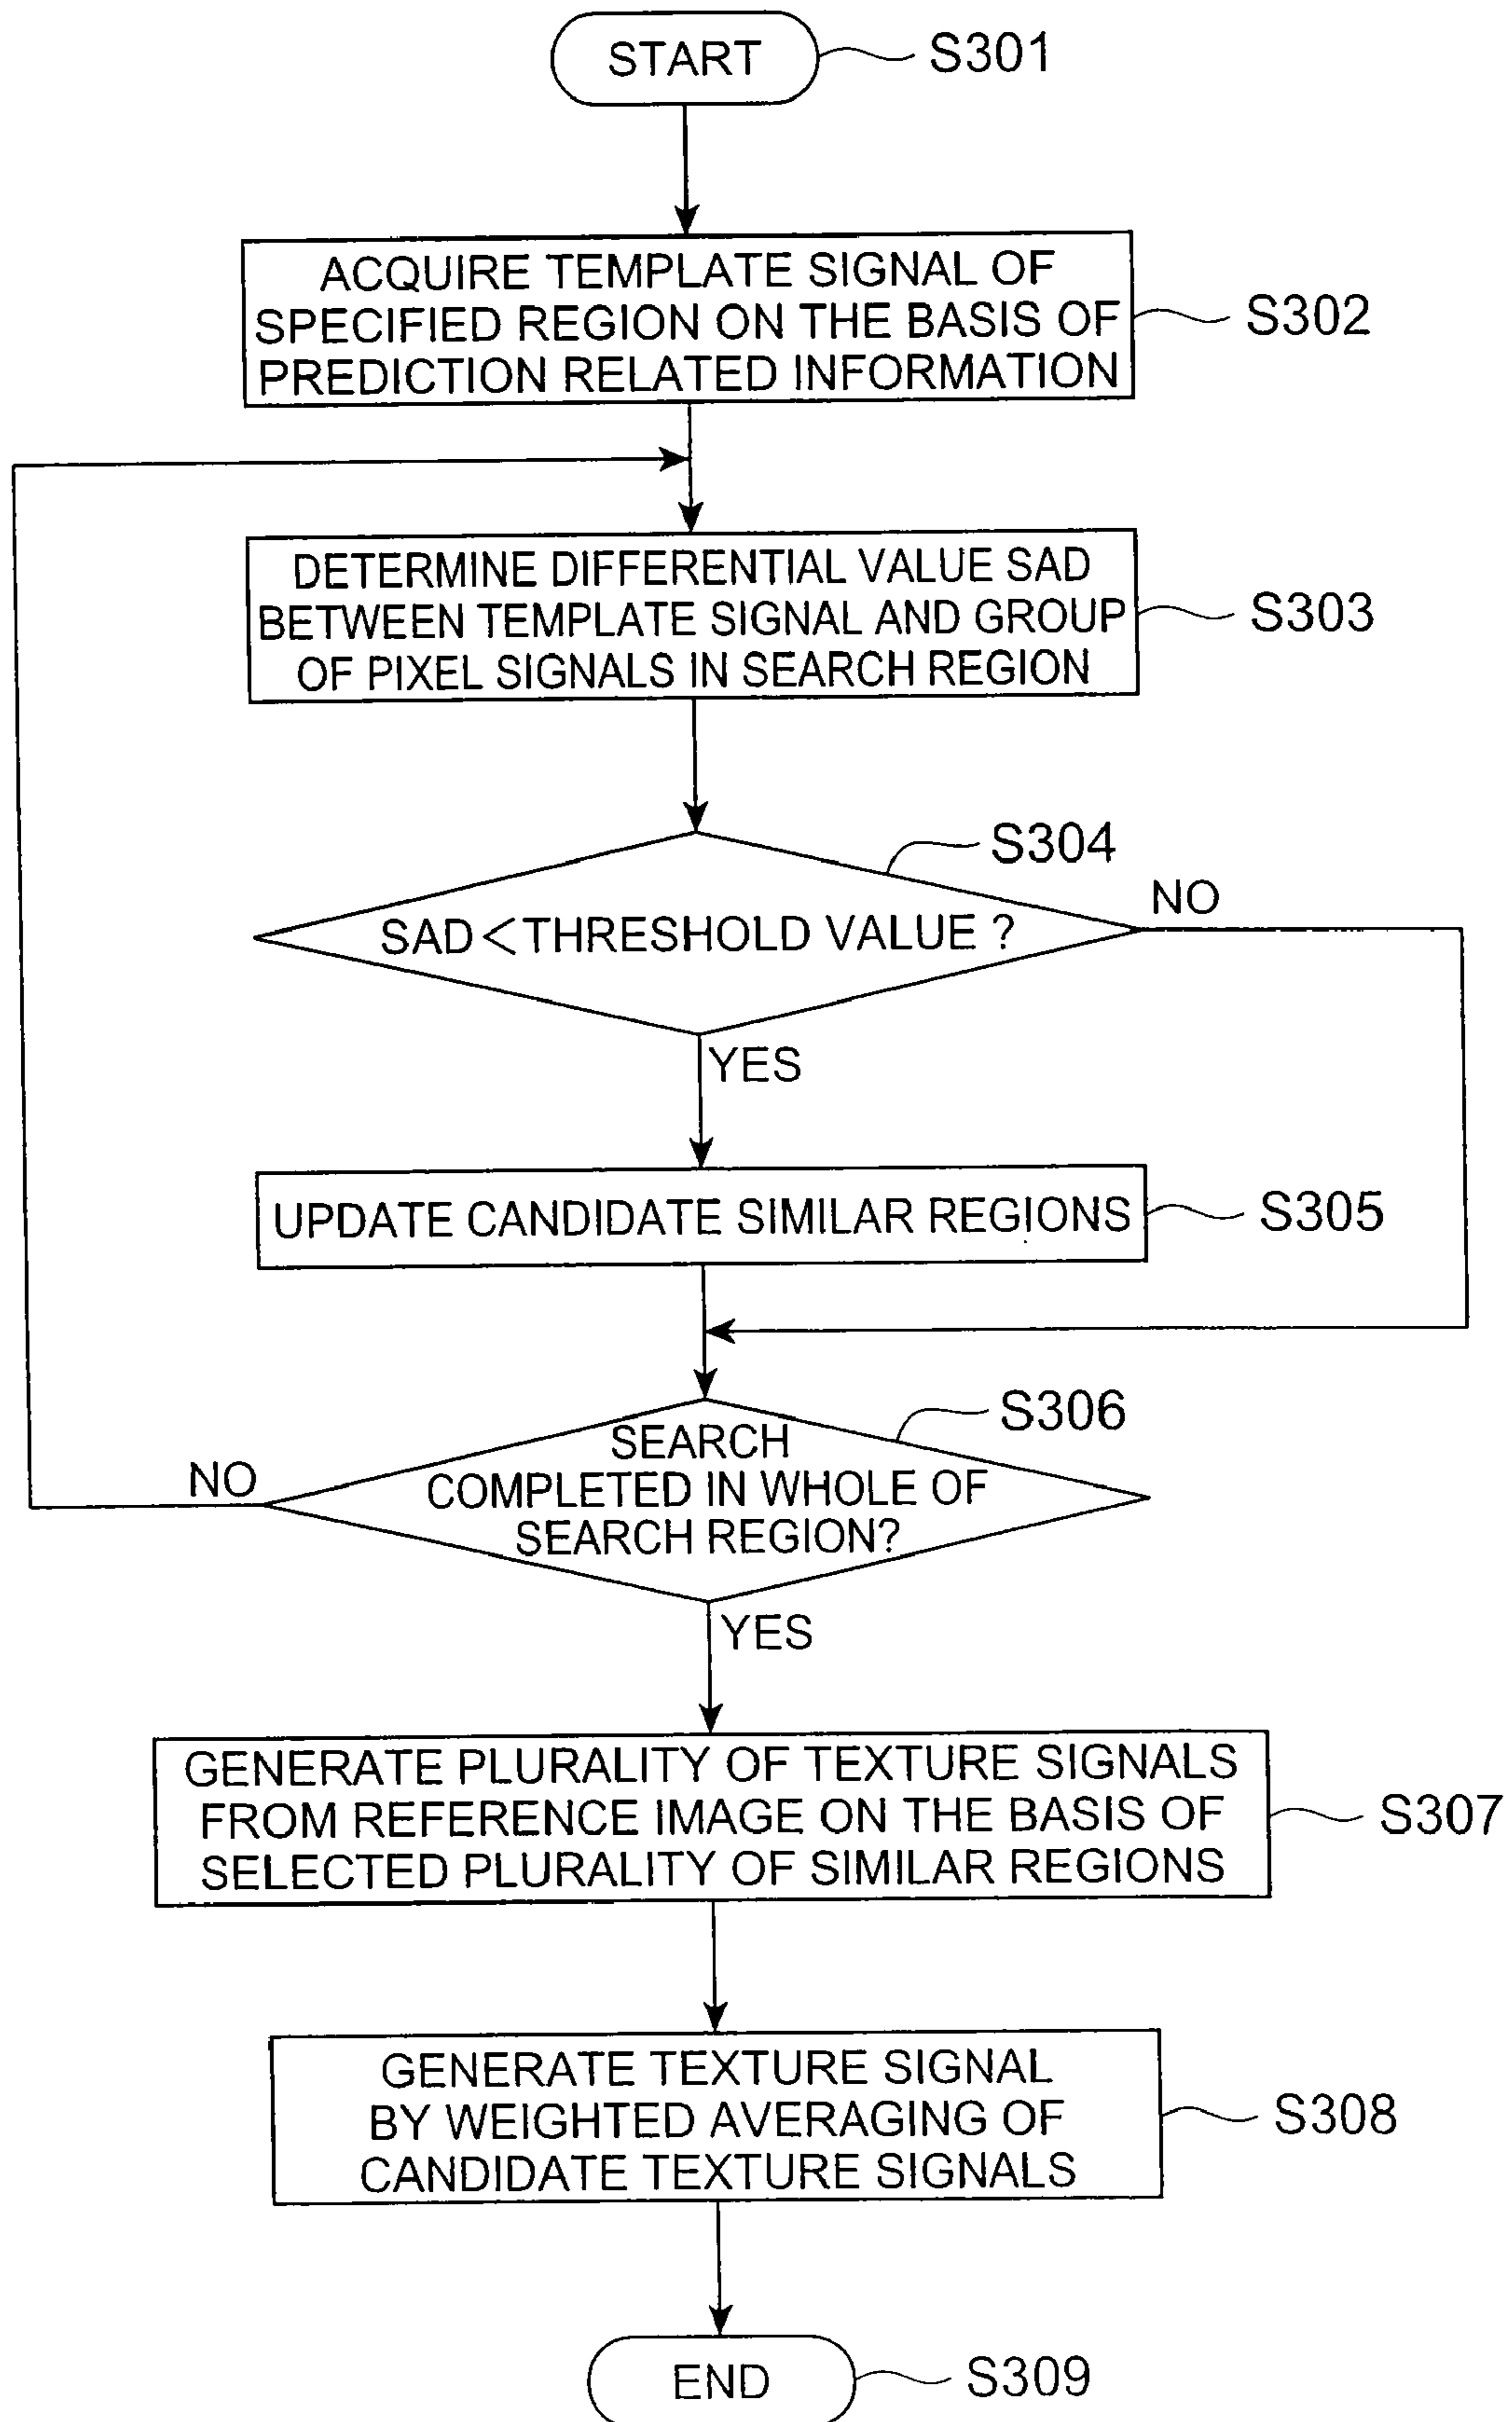 START
S301
ACQUIRE TEMPLATE SIGNAL OF
SPECIFIED REGION ON THE BASIS OF
PREDICTION RELATED INFORMATION
S302
DETERMINE DIFFERENTIAL VALUE SAD
BETWEEN TEMPLATE SIGNAL AND GROUP
OF PIXEL SIGNALS IN SEARCH REGION
S303
S304
SAD<THRESHOLD VALUE ?
NO
YES
UPDATE CANDIDATE SIMILAR REGIONS
S305
S306
SEARCH
COMPLETED IN WHOLE OF
SEARCH REGION?
NO
YES
GENERATE PLURALITY OF TEXTURE SIGNALS
FROM REFERENCE IMAGE ON THE BASIS OF
SELECTED PLURALITY OF SIMILAR REGIONS
S307
GENERATE TEXTURE SIGNAL
BY WEIGHTED AVERAGING OF
CANDIDATE TEXTURE SIGNALS
S308
END
S309